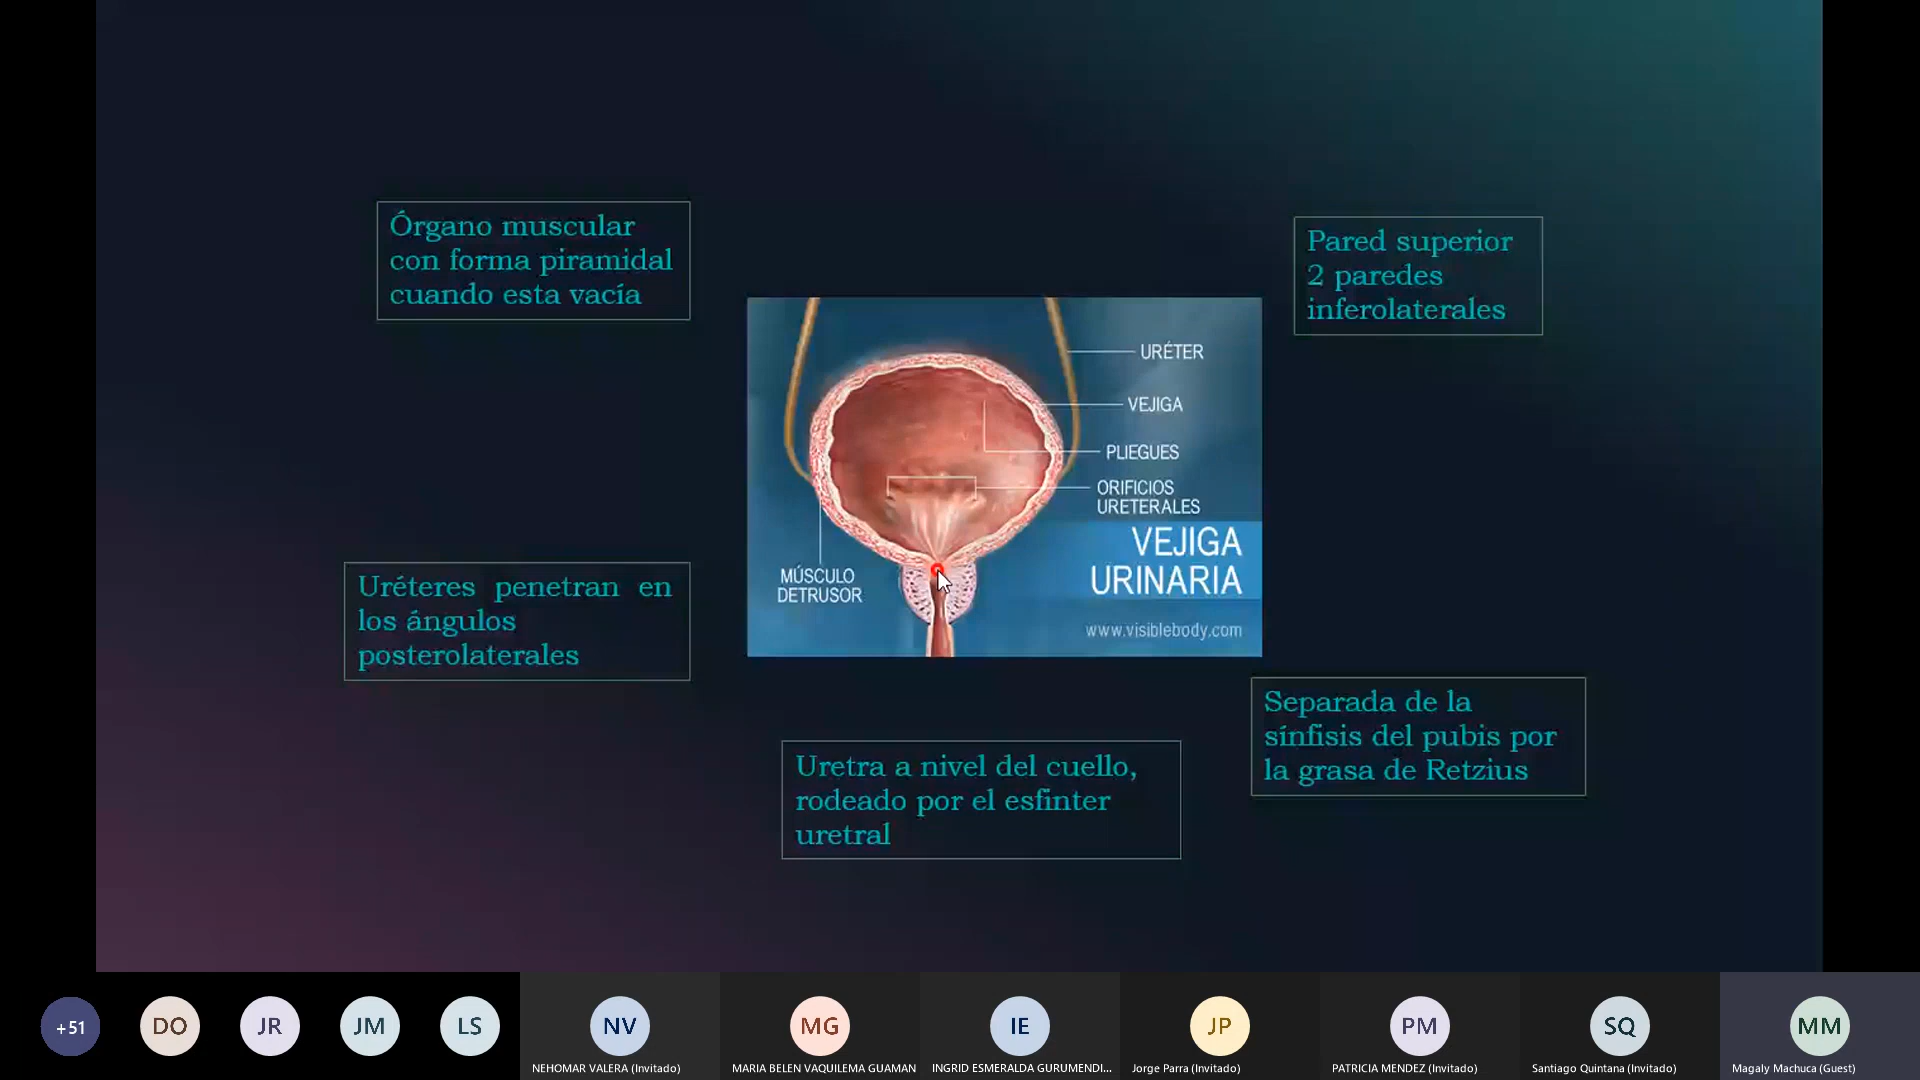 Órgano muscular
con forma piramidal
cuando esta vacía
Pared superior
2 paredes
inferolaterales
URÉTER
VEJIGA
PLIEGUES
ORIFICIOS
URETERALES
VEJIGA
URINARIA
MÚSCULO
DETRUSOR
www.visiblebody.com
Uréteres penetran en
los ángulos
posterolaterales
Separada de la
sínfisis del pubis por
la grasa de Retzius
Uretra a nivel del cuello,
rodeado por el esfinter
uretral
+51
DO
JR
JM
LS
NV
NEHOMAR VALERA (Invitado)
MG
MARIA BELEN VAQUILEMA GUAMAN
IE
INGRID ESMERALDA GURUMENDI...
JP
Jorge Parra (Invitado)
PM
PATRICIA MENDEZ (Invitado)
SQ
Santiago Quintana (Invitado)
MM
Magaly Machuca (Guest)